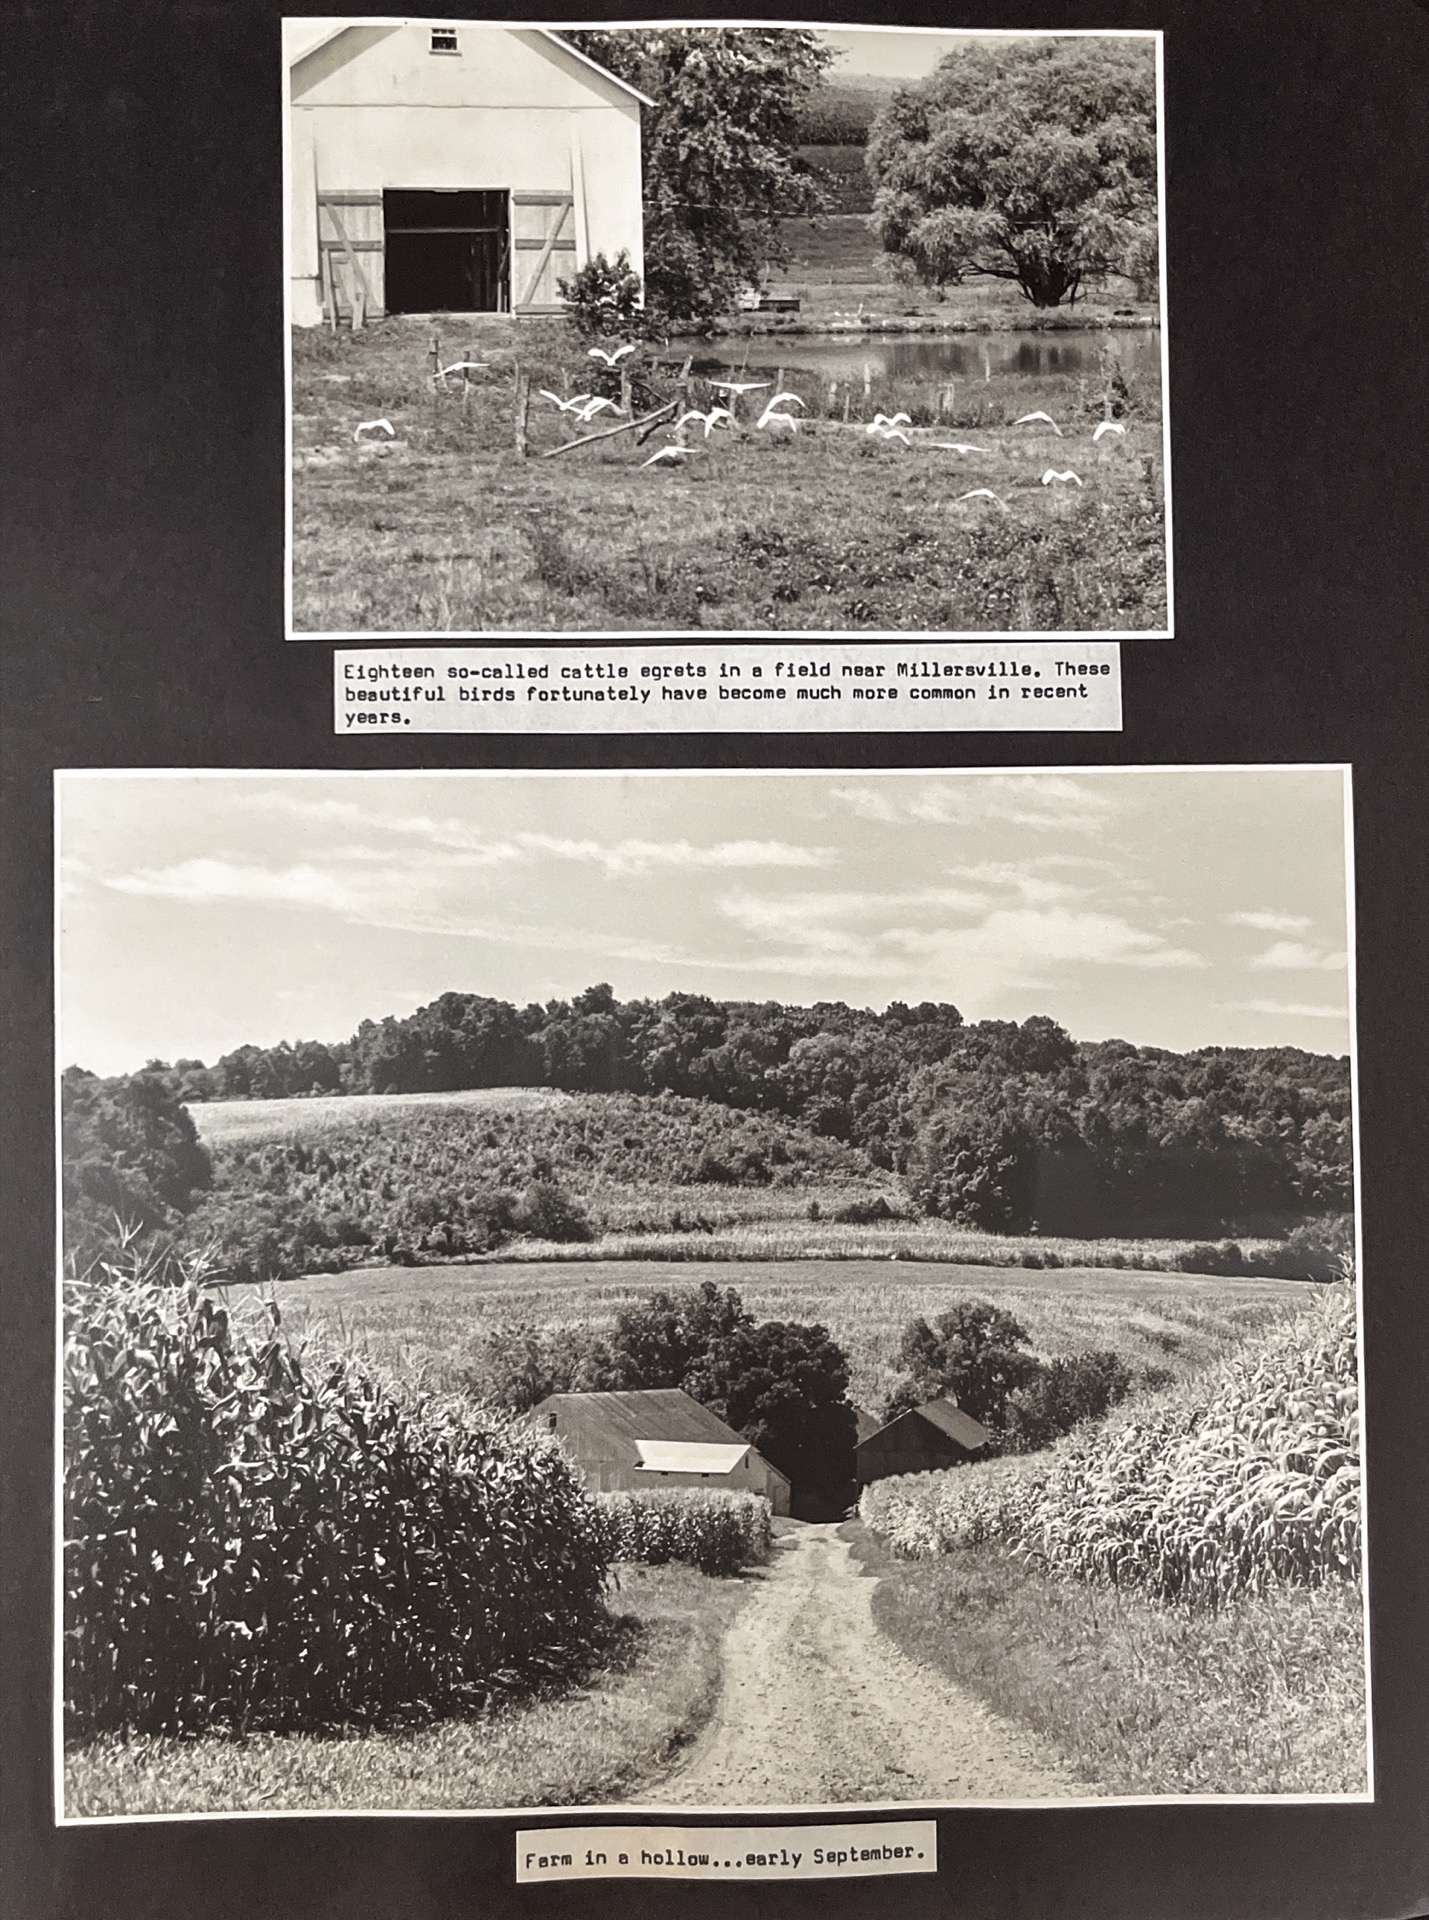 Eighteen so-called cattle egrets in a field near Millersville. These
beautiful birds fortunately have become much more common in recent
years.
Farm in a hollow...early September.